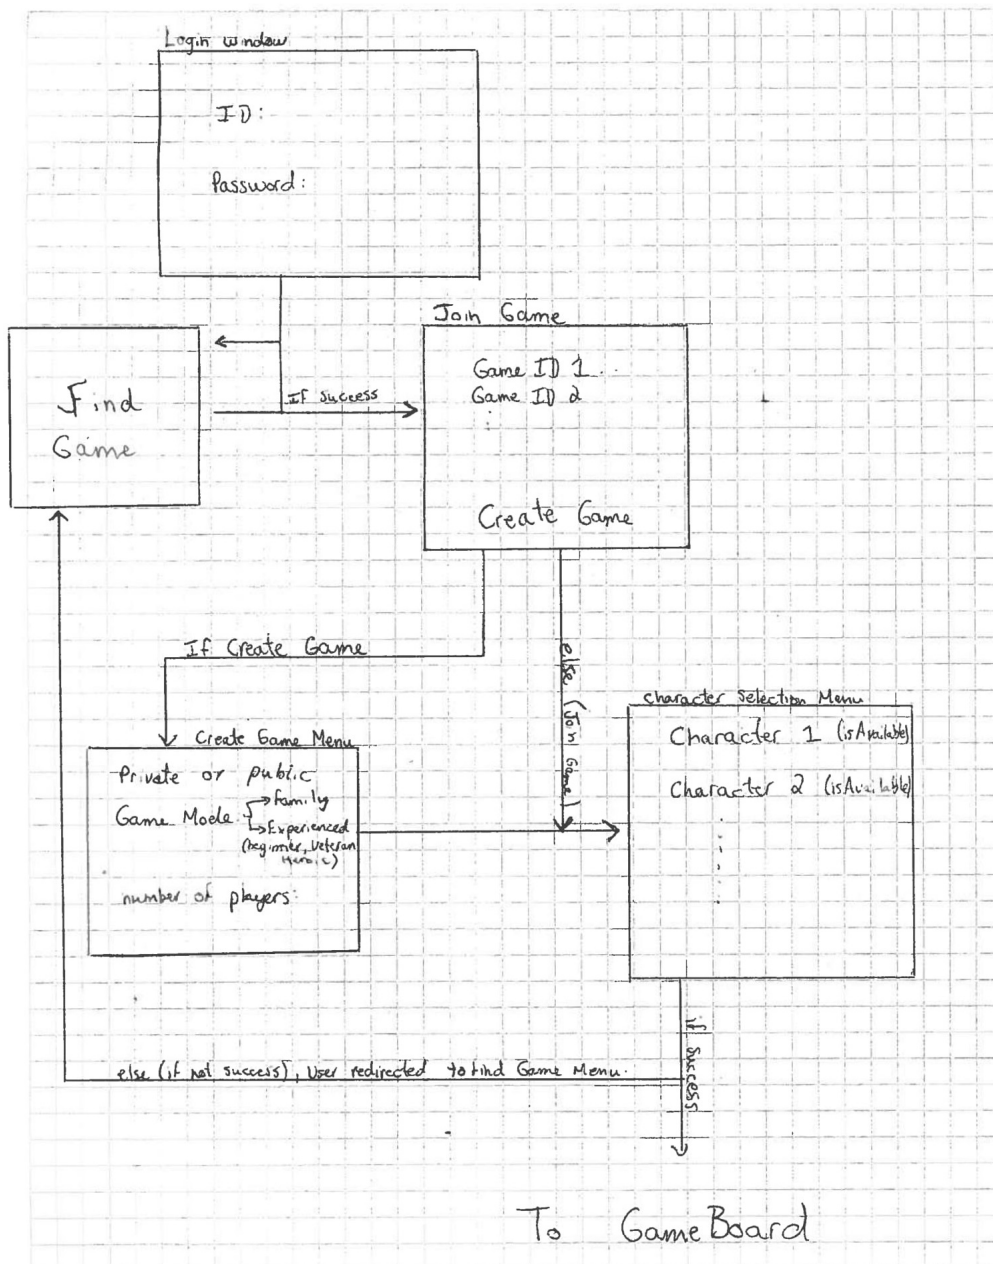 Login window
ID:
Password:
Find
Game
If success
Join Game
Game ID 1 . .
Game ID 2
Create Game
If Create Game
else (Join Game)
Create Game Menu
Private or public
Game Mode:
→ Family
→ Experienced
(beginner, veteran
Heroic)
number of players:
character Selection Menu
Character 1 (isAvailable)
Character 2 (isAvailable)
else (if not success), User redirected to find Game Menu.
if success
To GameBoard